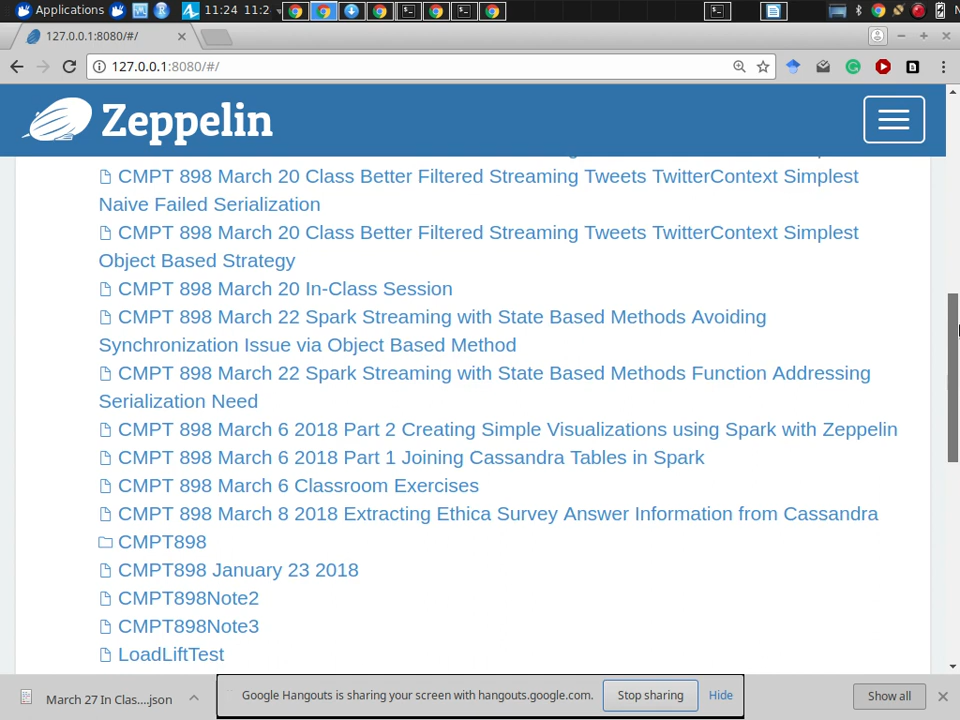 Applications 11:24 11:2
127.0.0.1:8080/#/
127.0.0.1:8080/#/
Zeppelin
CMPT 898 March 20 Class Better Filtered Streaming Tweets TwitterContext Simplest
Naive Failed Serialization
CMPT 898 March 20 Class Better Filtered Streaming Tweets TwitterContext Simplest
Object Based Strategy
CMPT 898 March 20 In-Class Session
CMPT 898 March 22 Spark Streaming with State Based Methods Avoiding
Synchronization Issue via Object Based Method
CMPT 898 March 22 Spark Streaming with State Based Methods Function Addressing
Serialization Need
CMPT 898 March 6 2018 Part 2 Creating Simple Visualizations using Spark with Zeppelin
CMPT 898 March 6 2018 Part 1 Joining Cassandra Tables in Spark
CMPT 898 March 6 Classroom Exercises
CMPT 898 March 8 2018 Extracting Ethica Survey Answer Information from Cassandra
CMPT898
CMPT898 January 23 2018
CMPT898Note2
CMPT898Note3
LoadLiftTest
March 27 In Clas....json
Google Hangouts is sharing your screen with hangouts.google.com. Stop sharing Hide
Show all